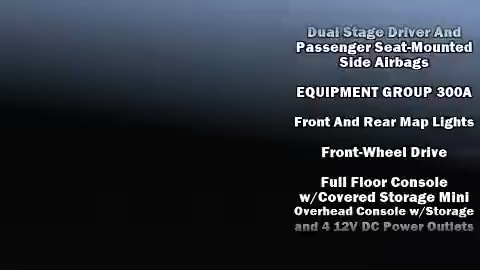 Dual Stage Driver And
Passenger Seat-Mounted
Side Airbags
EQUIPMENT GROUP 300A
Front And Rear Map Lights
Front-Wheel Drive
Full Floor Console
w/Covered Storage Mini
Overhead Console w/Storage
and 4 12V DC Power Outlets